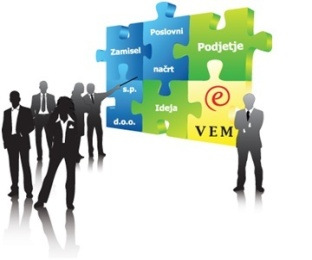 Zamisel
Poslovni
načrt
Podjetje
s.p.
d.o.o.
Ideja
e
VEM